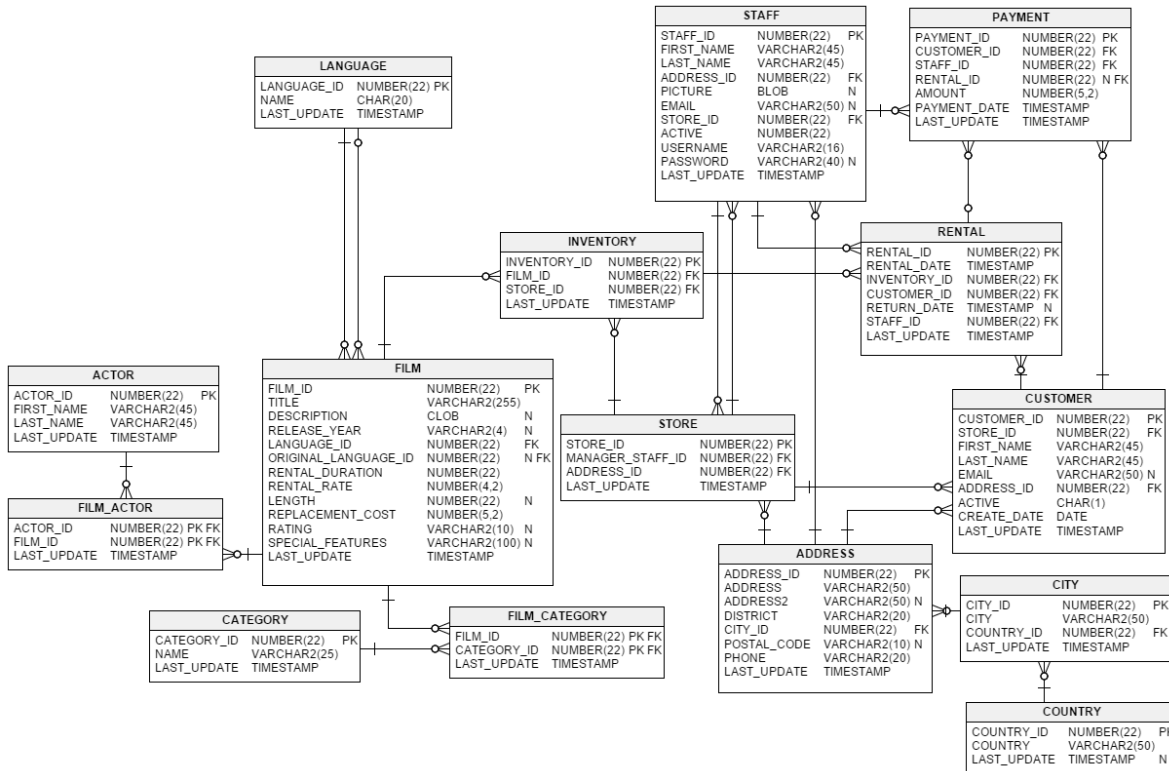 STAFF
STAFF_ID NUMBER(22) PK
FIRST_NAME VARCHAR2(45)
LAST_NAME VARCHAR2(45)
ADDRESS_ID NUMBER(22) FK
PICTURE BLOB N
EMAIL VARCHAR2(50) N
STORE_ID NUMBER(22) FK
ACTIVE NUMBER(22)
USERNAME VARCHAR2(16)
PASSWORD VARCHAR2(40) N
LAST_UPDATE TIMESTAMP
PAYMENT
PAYMENT_ID NUMBER(22) PK
CUSTOMER_ID NUMBER(22) FK
STAFF_ID NUMBER(22) FK
RENTAL_ID NUMBER(22) N FK
AMOUNT NUMBER(5,2)
PAYMENT_DATE TIMESTAMP
LAST_UPDATE TIMESTAMP
LANGUAGE
LANGUAGE_ID NUMBER(22) PK
NAME CHAR(20)
LAST_UPDATE TIMESTAMP
INVENTORY
INVENTORY_ID NUMBER(22) PK
FILM_ID NUMBER(22) FK
STORE_ID NUMBER(22) FK
LAST_UPDATE TIMESTAMP
RENTAL
RENTAL_ID NUMBER(22) PK
RENTAL_DATE TIMESTAMP
INVENTORY_ID NUMBER(22) FK
CUSTOMER_ID NUMBER(22) FK
RETURN_DATE TIMESTAMP N
STAFF_ID NUMBER(22) FK
LAST_UPDATE TIMESTAMP
ACTOR
ACTOR_ID NUMBER(22) PK
FIRST_NAME VARCHAR2(45)
LAST_NAME VARCHAR2(45)
LAST_UPDATE TIMESTAMP
FILM
FILM_ID NUMBER(22) PK
TITLE VARCHAR2(255)
DESCRIPTION CLOB N
RELEASE_YEAR VARCHAR2(4) N
LANGUAGE_ID NUMBER(22) FK
ORIGINAL_LANGUAGE_ID NUMBER(22) N FK
RENTAL_DURATION NUMBER(22)
RENTAL_RATE NUMBER(4,2)
LENGTH NUMBER(22) N
REPLACEMENT_COST NUMBER(5,2)
RATING VARCHAR2(10) N
SPECIAL_FEATURES VARCHAR2(100) N
LAST_UPDATE TIMESTAMP
STORE
STORE_ID NUMBER(22) PK
MANAGER_STAFF_ID NUMBER(22) FK
ADDRESS_ID NUMBER(22) FK
LAST_UPDATE TIMESTAMP
CUSTOMER
CUSTOMER_ID NUMBER(22) PK
STORE_ID NUMBER(22) FK
FIRST_NAME VARCHAR2(45)
LAST_NAME VARCHAR2(45)
EMAIL VARCHAR2(50) N
ADDRESS_ID NUMBER(22) FK
ACTIVE CHAR(1)
CREATE_DATE DATE
LAST_UPDATE TIMESTAMP
FILM_ACTOR
ACTOR_ID NUMBER(22) PK FK
FILM_ID NUMBER(22) PK FK
LAST_UPDATE TIMESTAMP
ADDRESS
ADDRESS_ID NUMBER(22) PK
ADDRESS VARCHAR2(50)
ADDRESS2 VARCHAR2(50) N
DISTRICT VARCHAR2(20)
CITY_ID NUMBER(22) FK
POSTAL_CODE VARCHAR2(10) N
PHONE VARCHAR2(20)
LAST_UPDATE TIMESTAMP
CITY
CITY_ID NUMBER(22) PK
CITY VARCHAR2(50)
COUNTRY_ID NUMBER(22) FK
LAST_UPDATE TIMESTAMP
CATEGORY
CATEGORY_ID NUMBER(22) PK
NAME VARCHAR2(25)
LAST_UPDATE TIMESTAMP
FILM_CATEGORY
FILM_ID NUMBER(22) PK FK
CATEGORY_ID NUMBER(22) PK FK
LAST_UPDATE TIMESTAMP
COUNTRY
COUNTRY_ID NUMBER(22) PK
COUNTRY VARCHAR2(50)
LAST_UPDATE TIMESTAMP N